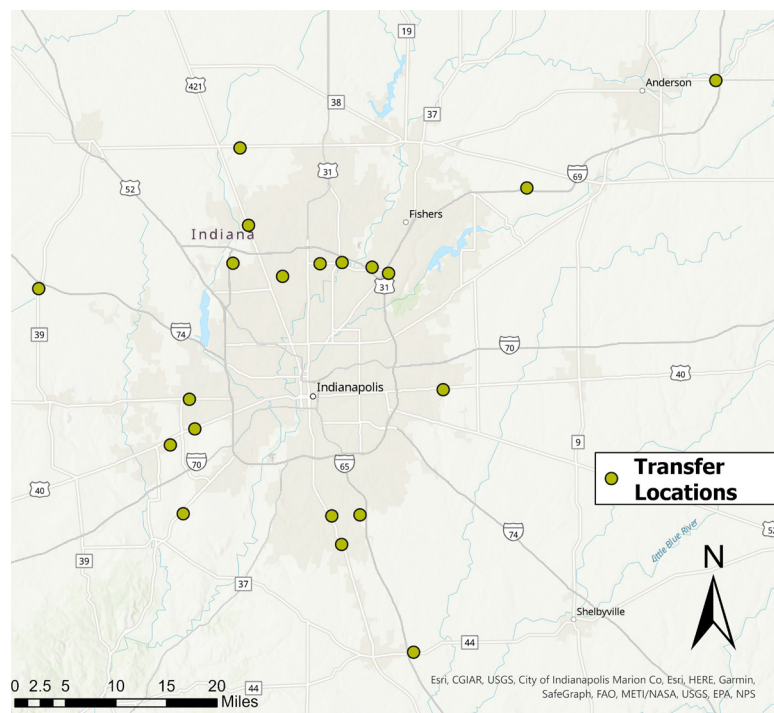 19
421
Anderson
38
37
31
69
52
Fishers
Indiana
31
74
39
70
40
Indianapolis
9
70
65
Transfer
Locations
40
74
Little Blue River
N
39
37
Shelbyville
44
0 2.5 5 10 15 20
Miles
44
Esri, CGIAR, USGS, City of Indianapolis Marion Co, Esri, HERE, Garmin,
SafeGraph, FAO, METI/NASA, USGS, EPA, NPS